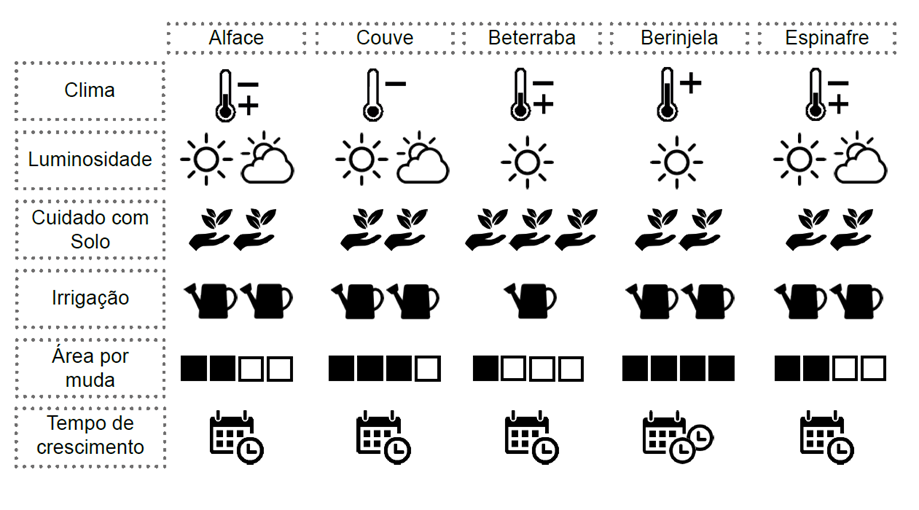 Alface
Couve
Beterraba
Berinjela
Espinafre
Clima
Luminosidade
Cuidado com
Solo
Irrigação
Área por
muda
Tempo de
crescimento